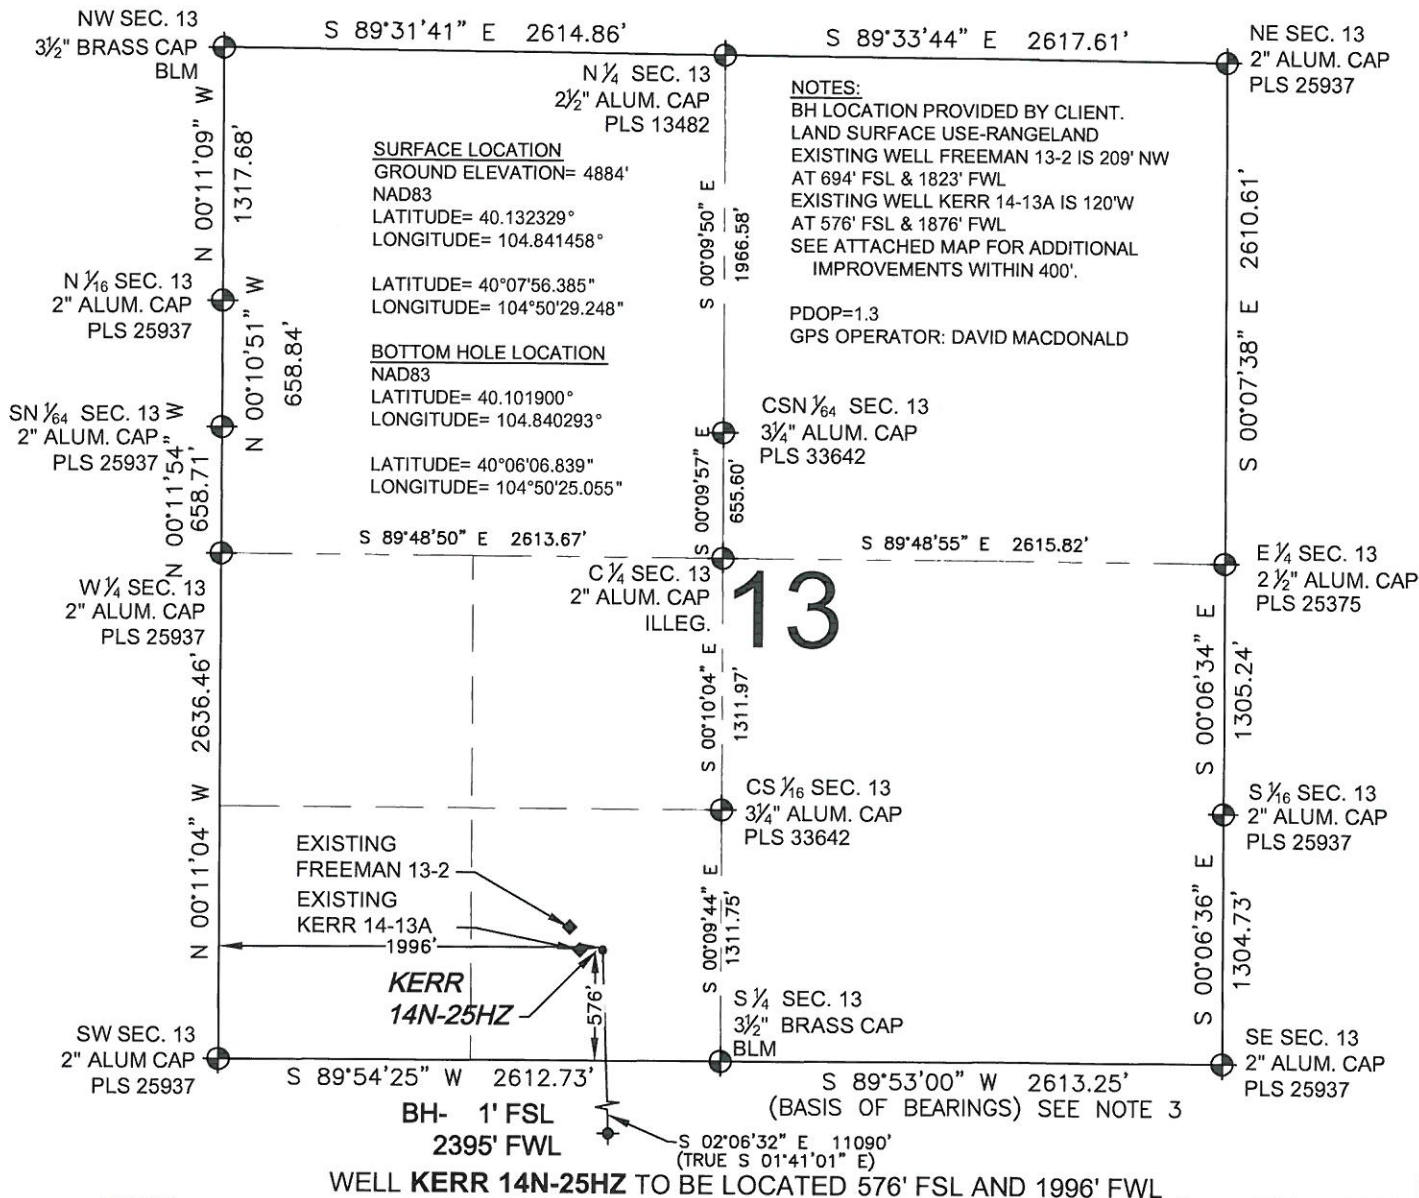 NW SEC. 13
3½" BRASS CAP
BLM
S 89°31'41" E 2614.86'
S 89°33'44" E 2617.61'
NE SEC. 13
2" ALUM. CAP
PLS 25937
N ¼ SEC. 13
2½" ALUM. CAP
PLS 13482
N 00°11'09" W
1317.68'
SURFACE LOCATION
GROUND ELEVATION= 4884'
NAD83
LATITUDE= 40.132329°
LONGITUDE= 104.841458°
LATITUDE= 40°07'56.385"
LONGITUDE= 104°50'29.248"
BOTTOM HOLE LOCATION
NAD83
LATITUDE= 40.101900°
LONGITUDE= 104.840293°
LATITUDE= 40°06'06.839"
LONGITUDE= 104°50'25.055"
S 00°09'50" E
1966.58'
NOTES:
BH LOCATION PROVIDED BY CLIENT.
LAND SURFACE USE-RANGELAND
EXISTING WELL FREEMAN 13-2 IS 209' NW
AT 694' FSL & 1823' FWL
EXISTING WELL KERR 14-13A IS 120'W
AT 576' FSL & 1876' FWL
SEE ATTACHED MAP FOR ADDITIONAL
IMPROVEMENTS WITHIN 400'.
PDOP=1.3
GPS OPERATOR: DAVID MACDONALD
S 00°07'38" E 2610.61'
N 1⁄16 SEC. 13
2" ALUM. CAP
PLS 25937
N 00°10'51" W
658.84'
SN 1⁄64 SEC. 13
2" ALUM. CAP
PLS 25937
N 00°11'54" W
658.71'
CSN 1⁄64 SEC. 13
3¼" ALUM. CAP
PLS 33642
S 00°09'57" E
655.60'
S 89°48'50" E 2613.67'
S 89°48'55" E 2615.82'
W ¼ SEC. 13
2" ALUM. CAP
PLS 25937
C ¼ SEC. 13
2" ALUM. CAP
ILLEG.
13
E ¼ SEC. 13
2 ½" ALUM. CAP
PLS 25375
N 00°11'04" W 2636.46'
S 00°10'04" E
1311.97'
S 00°06'34" E
1305.24'
CS 1⁄16 SEC. 13
3¼" ALUM. CAP
PLS 33642
S 1⁄16 SEC. 13
2" ALUM. CAP
PLS 25937
EXISTING
FREEMAN 13-2
EXISTING
KERR 14-13A
1996'
KERR
14N-25HZ
576'
S 00°09'44" E
1311.75'
S 00°06'36" E
1304.73'
SW SEC. 13
2" ALUM CAP
PLS 25937
S ¼ SEC. 13
3½" BRASS CAP
BLM
SE SEC. 13
2" ALUM. CAP
PLS 25937
S 89°54'25" W 2612.73'
S 89°53'00" W 2613.25'
(BASIS OF BEARINGS) SEE NOTE 3
BH- 1' FSL
2395' FWL
S 02°06'32" E 11090'
(TRUE S 01°41'01" E)
WELL KERR 14N-25HZ TO BE LOCATED 576' FSL AND 1996' FWL